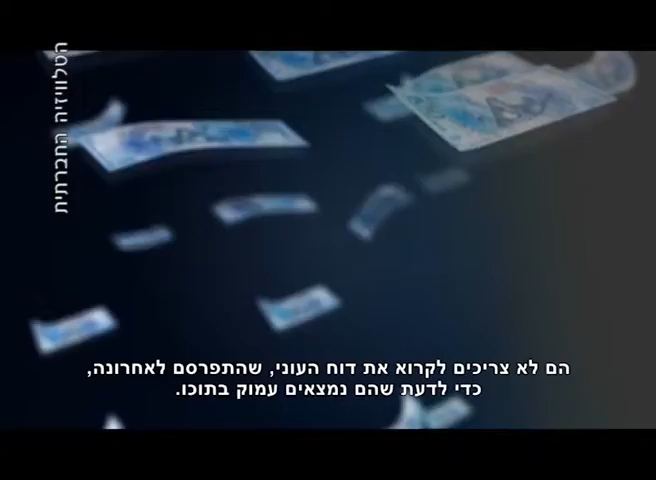 הטלוויזיה החברתית
הם לא צריכים לקרוא את דוח העוני, שהתפרסם לאחרונה,
כדי לדעת שהם נמצאים עמוק בתוכו.